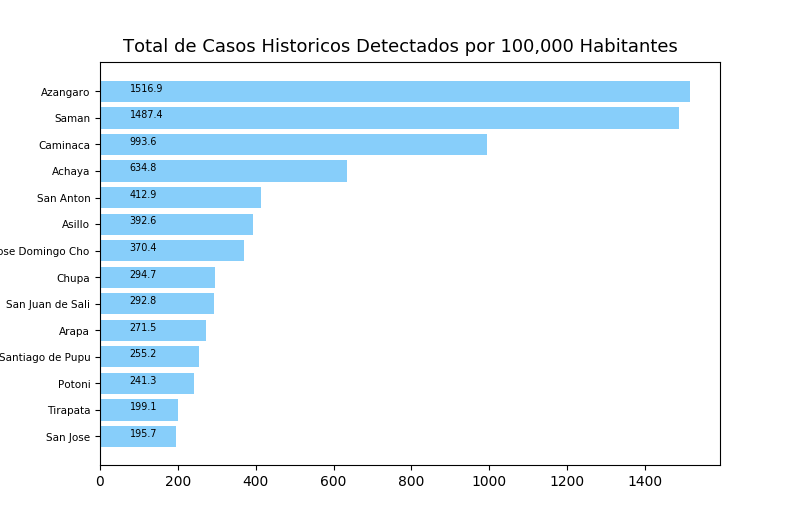 Total de Casos Historicos Detectados por 100,000 Habitantes
Azangaro 1516.9
Saman 1487.4
Caminaca 993.6
Achaya 634.8
San Anton 412.9
Asillo 392.6
ose Domingo Cho 370.4
Chupa 294.7
San Juan de Sali 292.8
Arapa 271.5
Santiago de Pupu 255.2
Potoni 241.3
Tirapata 199.1
San Jose 195.7
0 200 400 600 800 1000 1200 1400